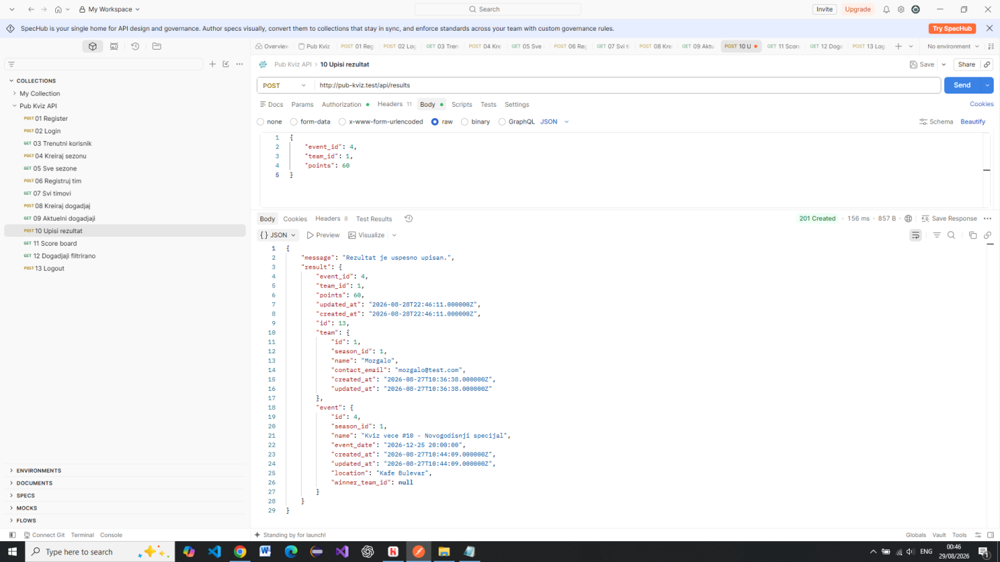 My Workspace
Search
Invite
Upgrade
SpecHub is your single home for API design and governance. Author specs visually, convert them to collections that stay in sync, and enforce standards across your team with custom governance rules.
Try SpecHub
Overview
Pub Kviz
POST 01 Reg
POST 02 Log
GET 03 Tren
POST 04 Kre
GET 05 Sve
POST 06 Reg
GET 07 Svi ti
POST 08 Kre
GET 09 Aktu
POST 10 U
GET 11 Score
GET 12 Doga
POST 13 Log
No environment
COLLECTIONS
My Collection
Pub Kviz API
POST 01 Register
POST 02 Login
GET 03 Trenutni korisnik
POST 04 Kreiraj sezonu
GET 05 Sve sezone
POST 06 Registruj tim
GET 07 Svi timovi
POST 08 Kreiraj dogadjaj
GET 09 Aktuelni dogadjaji
POST 10 Upisi rezultat
GET 11 Score board
GET 12 Dogadjaji filtrirano
POST 13 Logout
ENVIRONMENTS
DOCUMENTS
SPECS
MOCKS
FLOWS
Pub Kviz API > 10 Upisi rezultat
Save
Share
POST
http://pub-kviz.test/api/results
Send
Docs
Params
Authorization
Headers 11
Body
Scripts
Tests
Settings
Cookies
none
form-data
x-www-form-urlencoded
raw
binary
GraphQL
JSON
Schema
Beautify
1 {
2 "event_id": 4,
3 "team_id": 1,
4 "points": 60
5 }
Body
Cookies
Headers 8
Test Results
201 Created
156 ms
857 B
Save Response
{} JSON
Preview
Visualize
1 {
2 "message": "Rezultat je uspesno upisan.",
3 "result": {
4 "event_id": 4,
5 "team_id": 1,
6 "points": 60,
7 "updated_at": "2026-08-28T22:46:11.000000Z",
8 "created_at": "2026-08-28T22:46:11.000000Z",
9 "id": 13,
10 "team": {
11 "id": 1,
12 "season_id": 1,
13 "name": "Mozgalo",
14 "contact_email": "mozgalo@test.com",
15 "created_at": "2026-08-27T10:36:38.000000Z",
16 "updated_at": "2026-08-27T10:36:38.000000Z"
17 },
18 "event": {
19 "id": 4,
20 "season_id": 1,
21 "name": "Kviz vece #10 - Novogodisnji specijal",
22 "event_date": "2026-12-25 20:00:00",
23 "created_at": "2026-08-27T10:44:09.000000Z",
24 "updated_at": "2026-08-27T10:44:09.000000Z",
25 "location": "Kafe Bulevar",
26 "winner_team_id": null
27 }
28 }
29 }
Connect Git
Terminal
Console
Standing by for launch!
Globals
Vault
Tools
Type here to search
ENG
00:46
29/08/2026
1